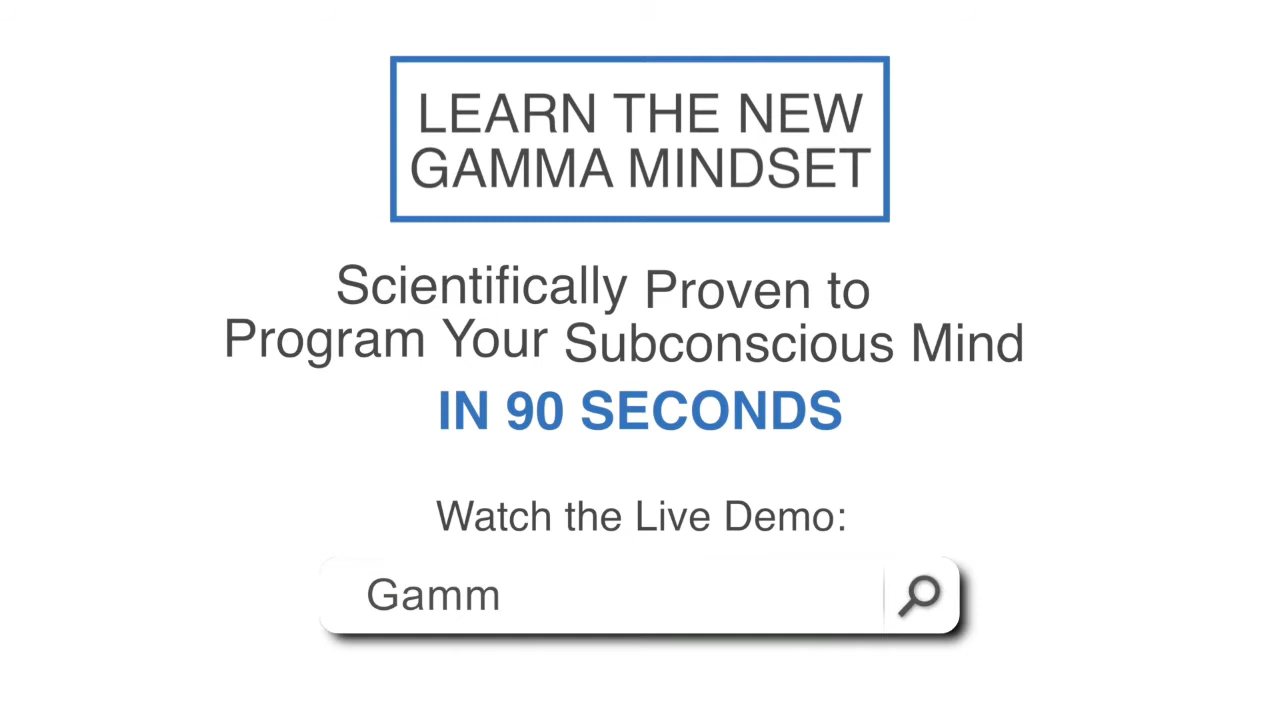 LEARN THE NEW
GAMMA MINDSET
Scientifically Proven to
Program Your Subconscious Mind
IN 90 SECONDS
Watch the Live Demo:
Gamm